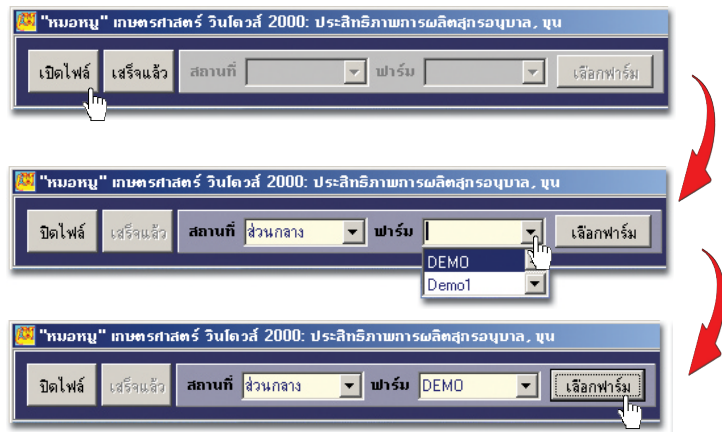 "หมอหมู" เกษตรศาสตร์ วินโดวส์ 2000: ประสิทธิภาพการผลิตสุกรอนุบาล, ขุน
เปิดไฟล์ เสร็จแล้ว สถานที่ ฟาร์ม เลือกฟาร์ม
"หมอหมู" เกษตรศาสตร์ วินโดวส์ 2000: ประสิทธิภาพการผลิตสุกรอนุบาล, ขุน
ปิดไฟล์ เสร็จแล้ว สถานที่ ส่วนกลาง ฟาร์ม เลือกฟาร์ม
DEMO
Demo1
"หมอหมู" เกษตรศาสตร์ วินโดวส์ 2000: ประสิทธิภาพการผลิตสุกรอนุบาล, ขุน
ปิดไฟล์ เสร็จแล้ว สถานที่ ส่วนกลาง ฟาร์ม DEMO เลือกฟาร์ม